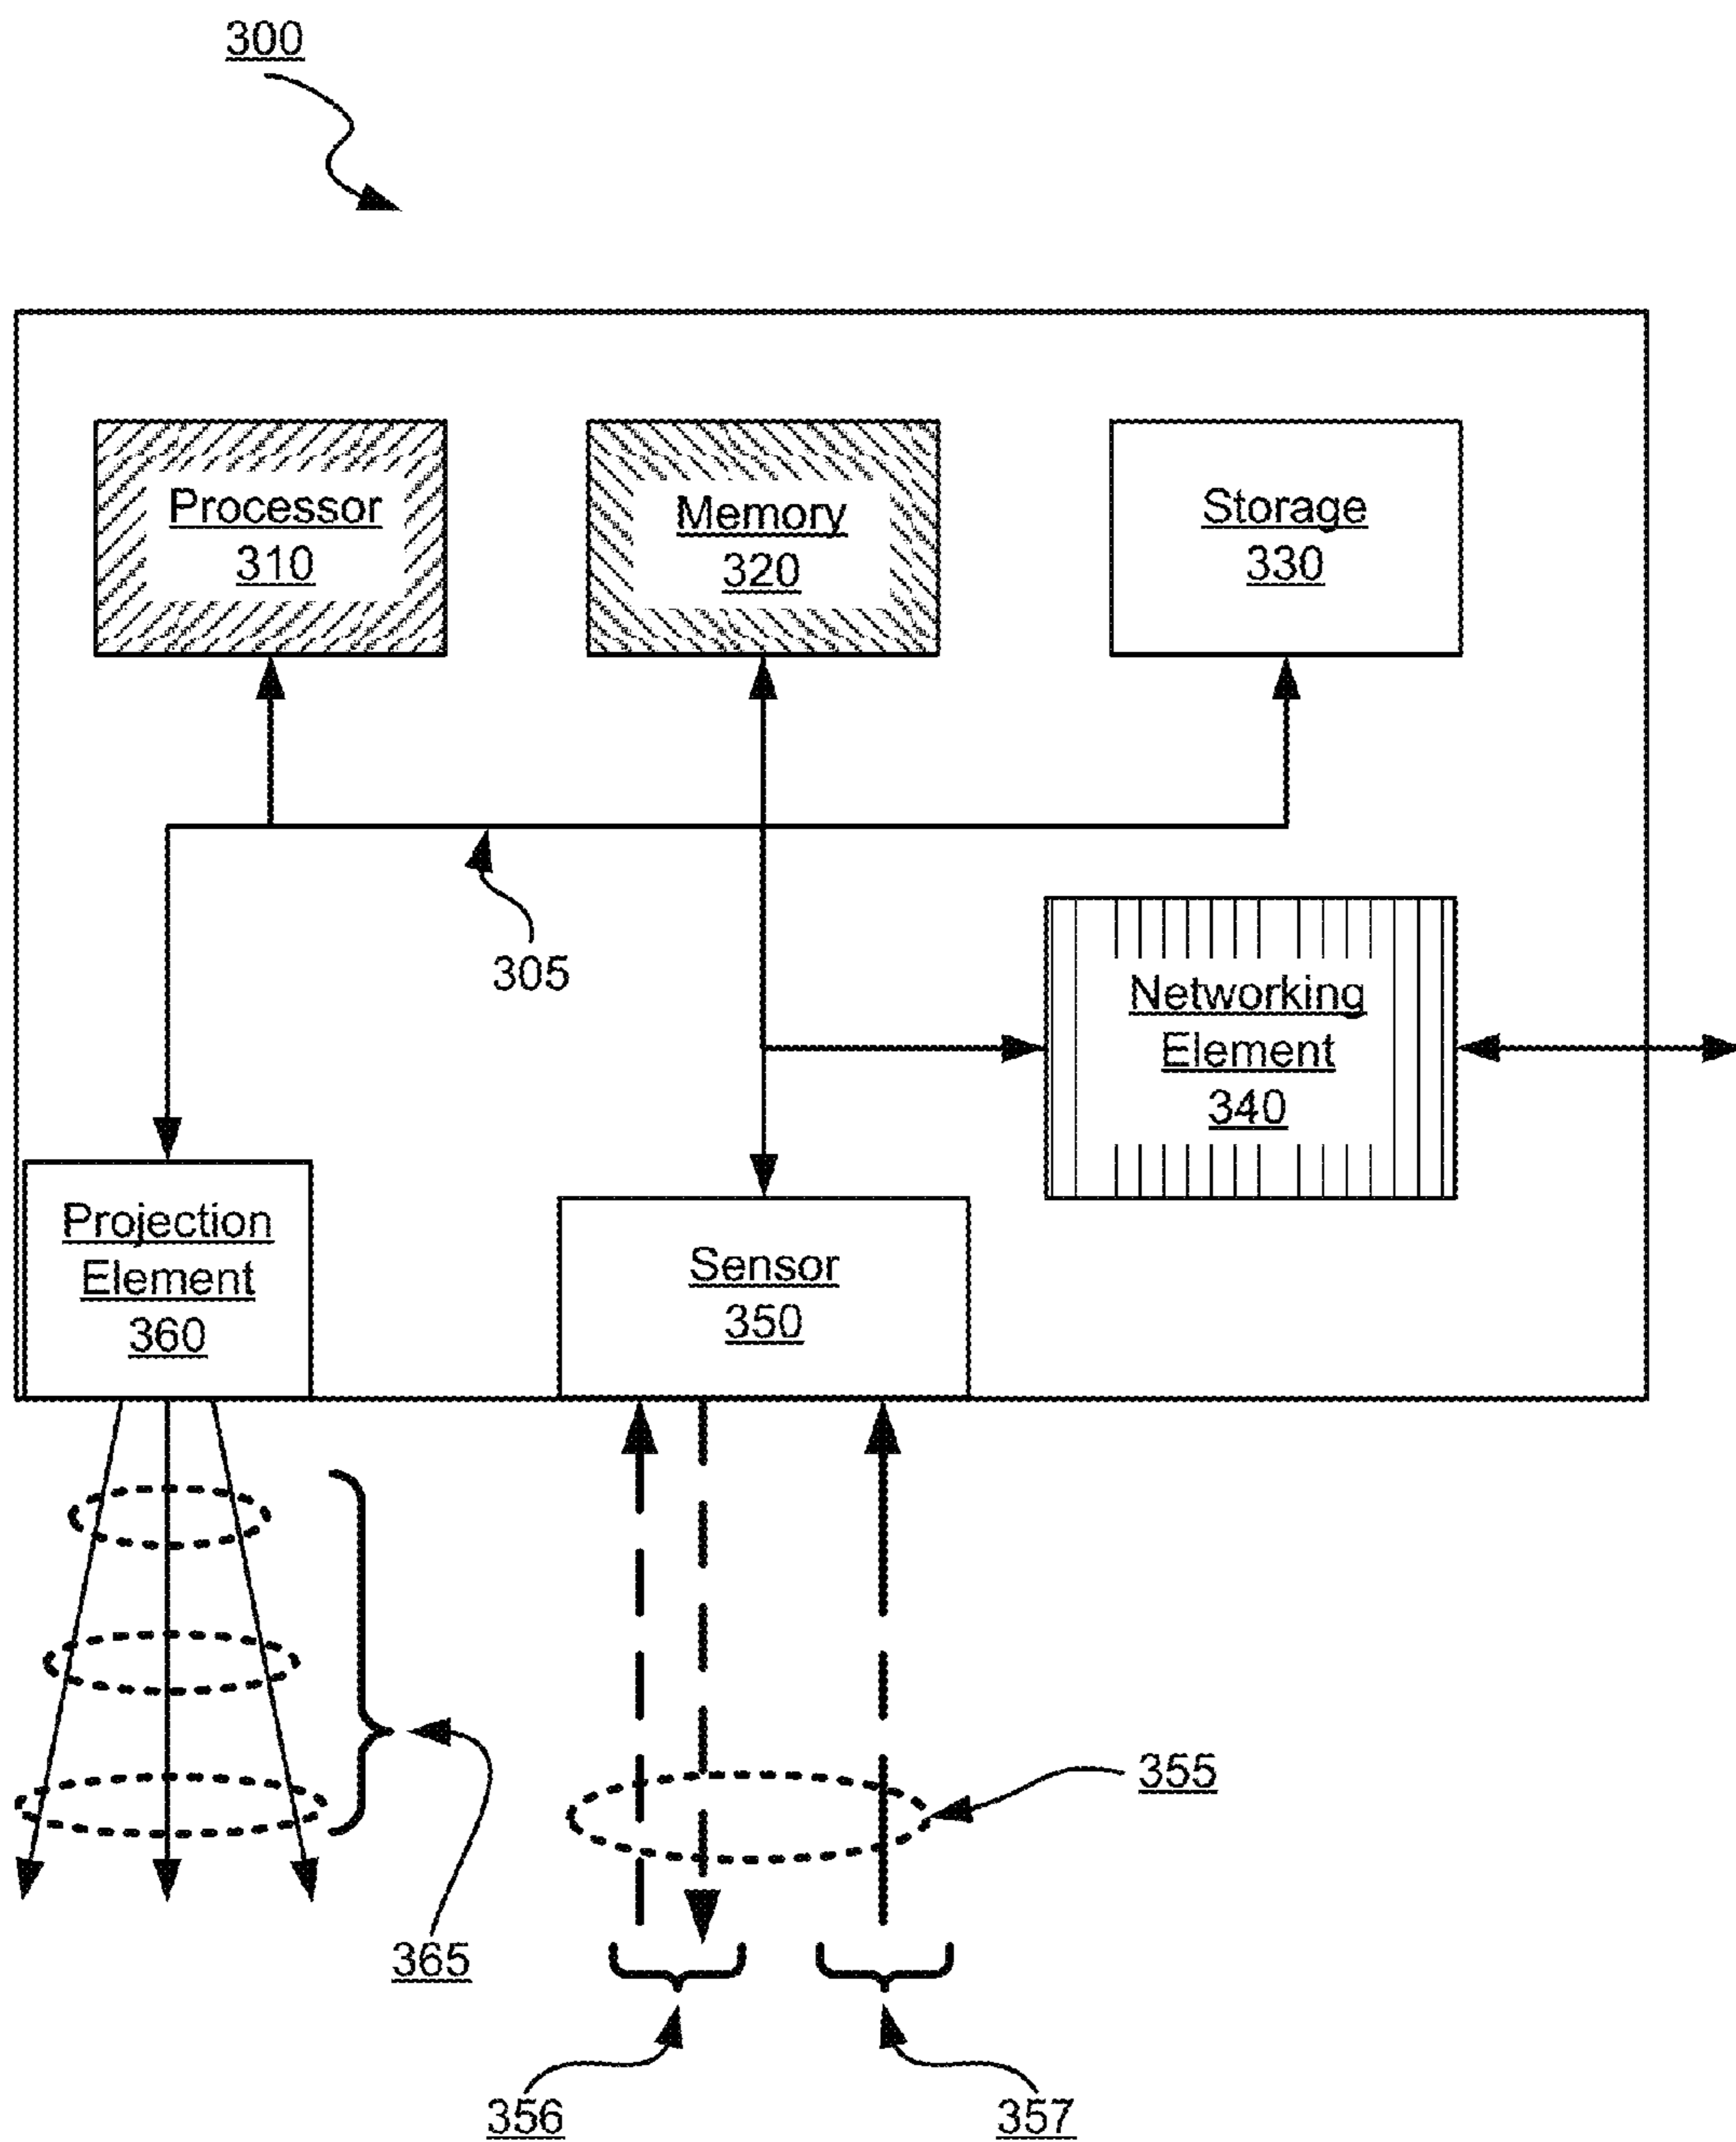 300
Processor
310
Memory
320
Storage
330
305
Networking
Element
340
Projection
Element
360
Sensor
350
355
365
356
357